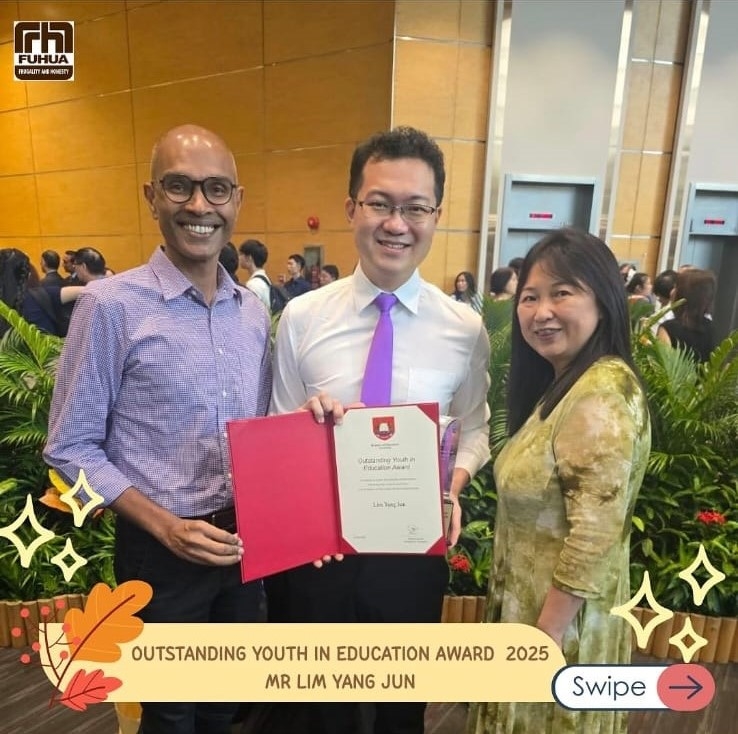 FUHUA
FRUGALITY AND HONESTY
Outstanding Youth in
Education Award
Lim Yang Jun
OUTSTANDING YOUTH IN EDUCATION AWARD 2025
MR LIM YANG JUN
Swipe